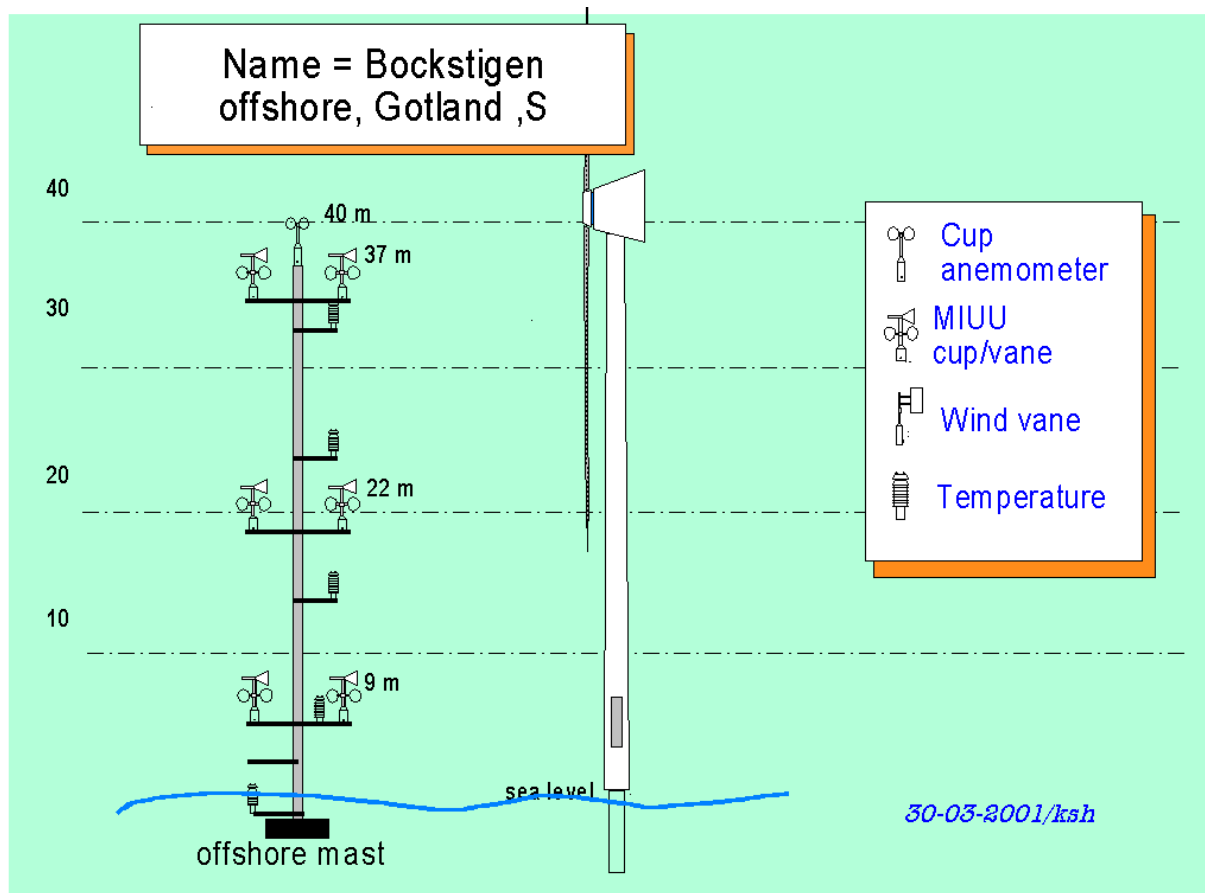 Name = Bockstigen
offshore, Gotland ,S
40
40 m
37 m
30
20
22 m
10
9 m
sea level
offshore mast
Cup
anemometer
MIUU
cup/vane
Wind vane
Temperature
30-03-2001/ksh